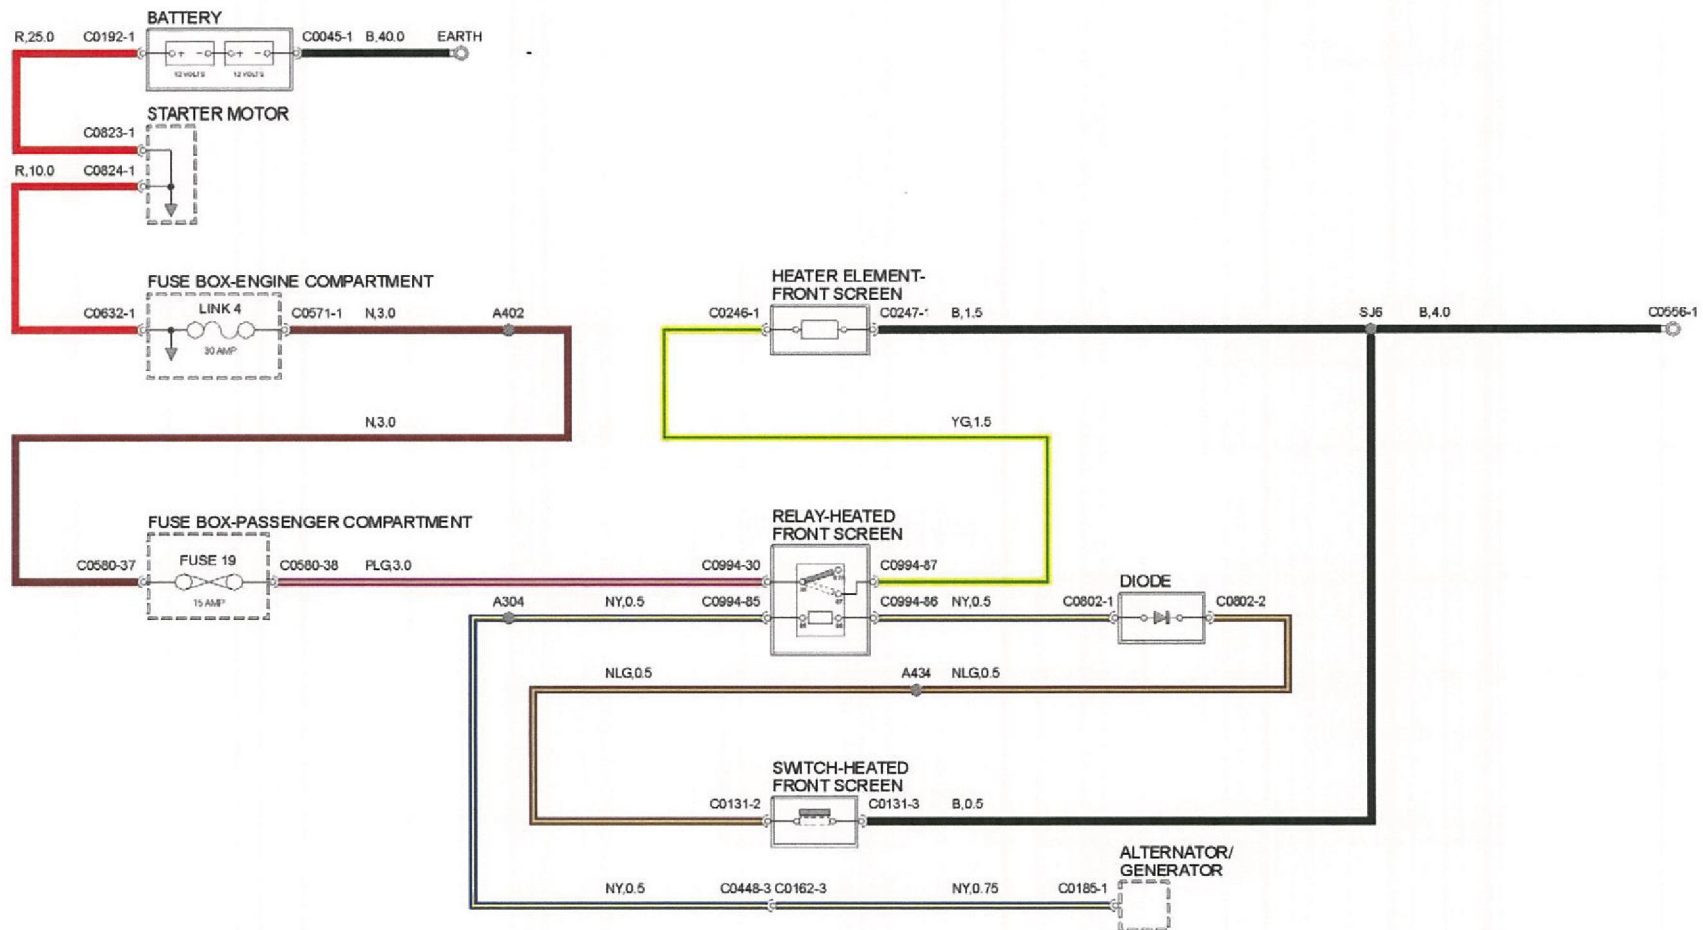 BATTERY
R,25.0 C0192-1 C0045-1 B,40.0 EARTH
+ - + -
12 VOLTS 12 VOLTS
STARTER MOTOR
C0823-1
R,10.0 C0824-1
FUSE BOX-ENGINE COMPARTMENT
LINK 4
C0632-1 C0571-1 N,3.0 A402
30 AMP
HEATER ELEMENT-
FRONT SCREEN
C0246-1 C0247-1 B,1.5 SJ6 B,4.0 C0556-1
N,3.0 YG,1.5
FUSE BOX-PASSENGER COMPARTMENT
FUSE 19
C0580-37 C0580-38 PLG,3.0
15 AMP
RELAY-HEATED
FRONT SCREEN
C0994-30 C0994-87
87
A304 NY,0.5 C0994-85 C0994-86 NY,0.5
DIODE
C0802-1 C0802-2
NLG,0.5 A434 NLG,0.5
SWITCH-HEATED
FRONT SCREEN
C0131-2 C0131-3 B,0.5
ALTERNATOR/
GENERATOR
NY,0.5 C0448-3 C0162-3 NY,0.75 C0185-1